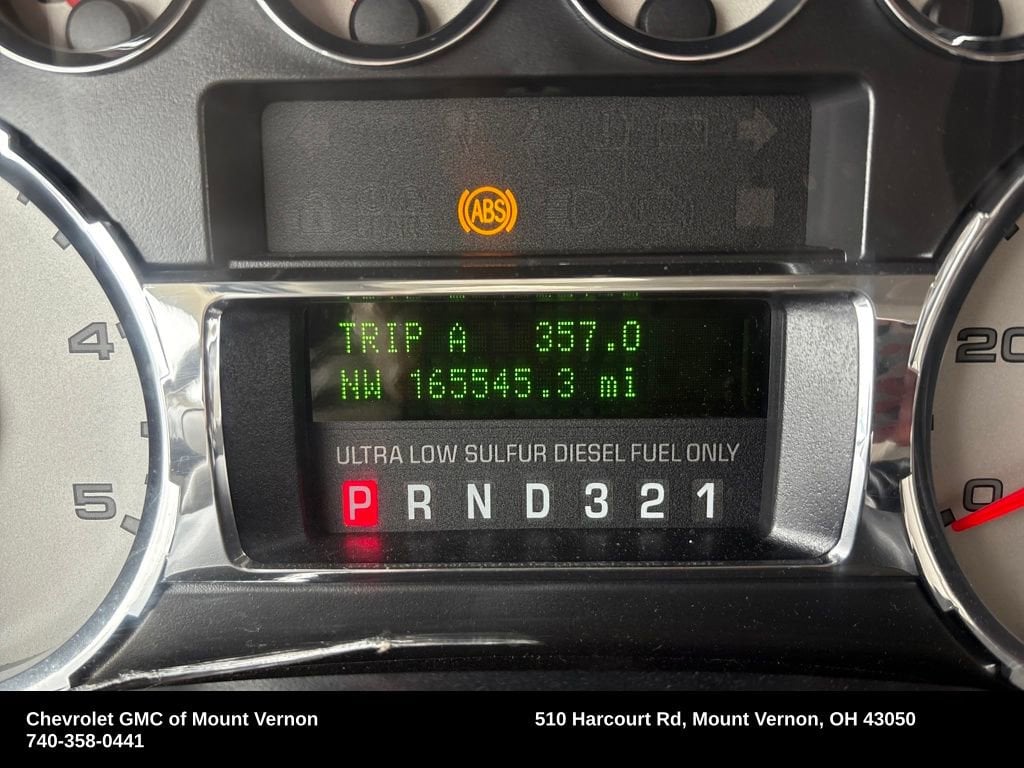 ABS
TRIP A 357.0
NW 165545.3 mi
4
20
ULTRA LOW SULFUR DIESEL FUEL ONLY
5
P R N D 3 2 1
0
Chevrolet GMC of Mount Vernon
510 Harcourt Rd, Mount Vernon, OH 43050
740-358-0441